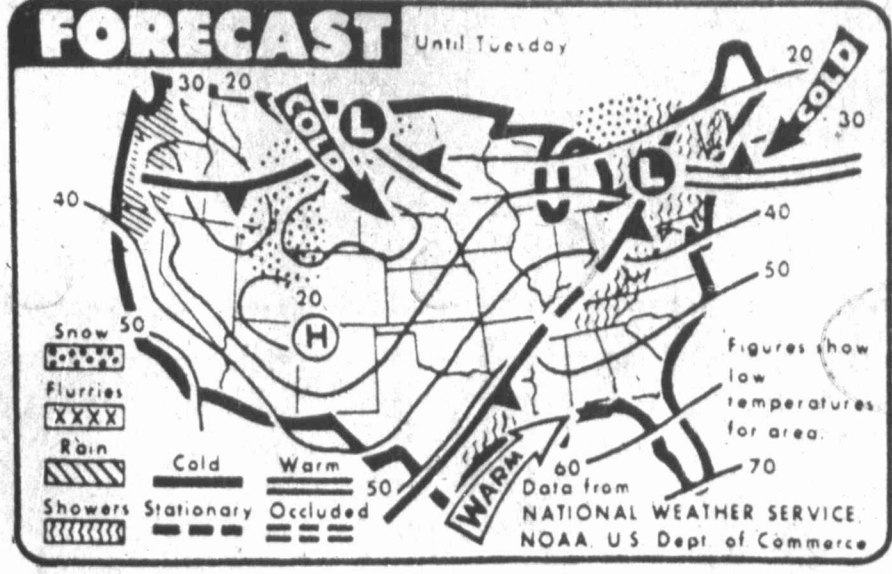 FORECAST
Until Tuesday
30 20
20
COLD
L
COLD
30
L
40
40
50
20
H
50
Snow
Flurries
Rain
Showers
Cold
Warm
Stationary
Occluded
50
WARM
60
70
Figures show
low
temperatures
for area.
Data from
NATIONAL WEATHER SERVICE,
NOAA, U.S. Dept. of Commerce